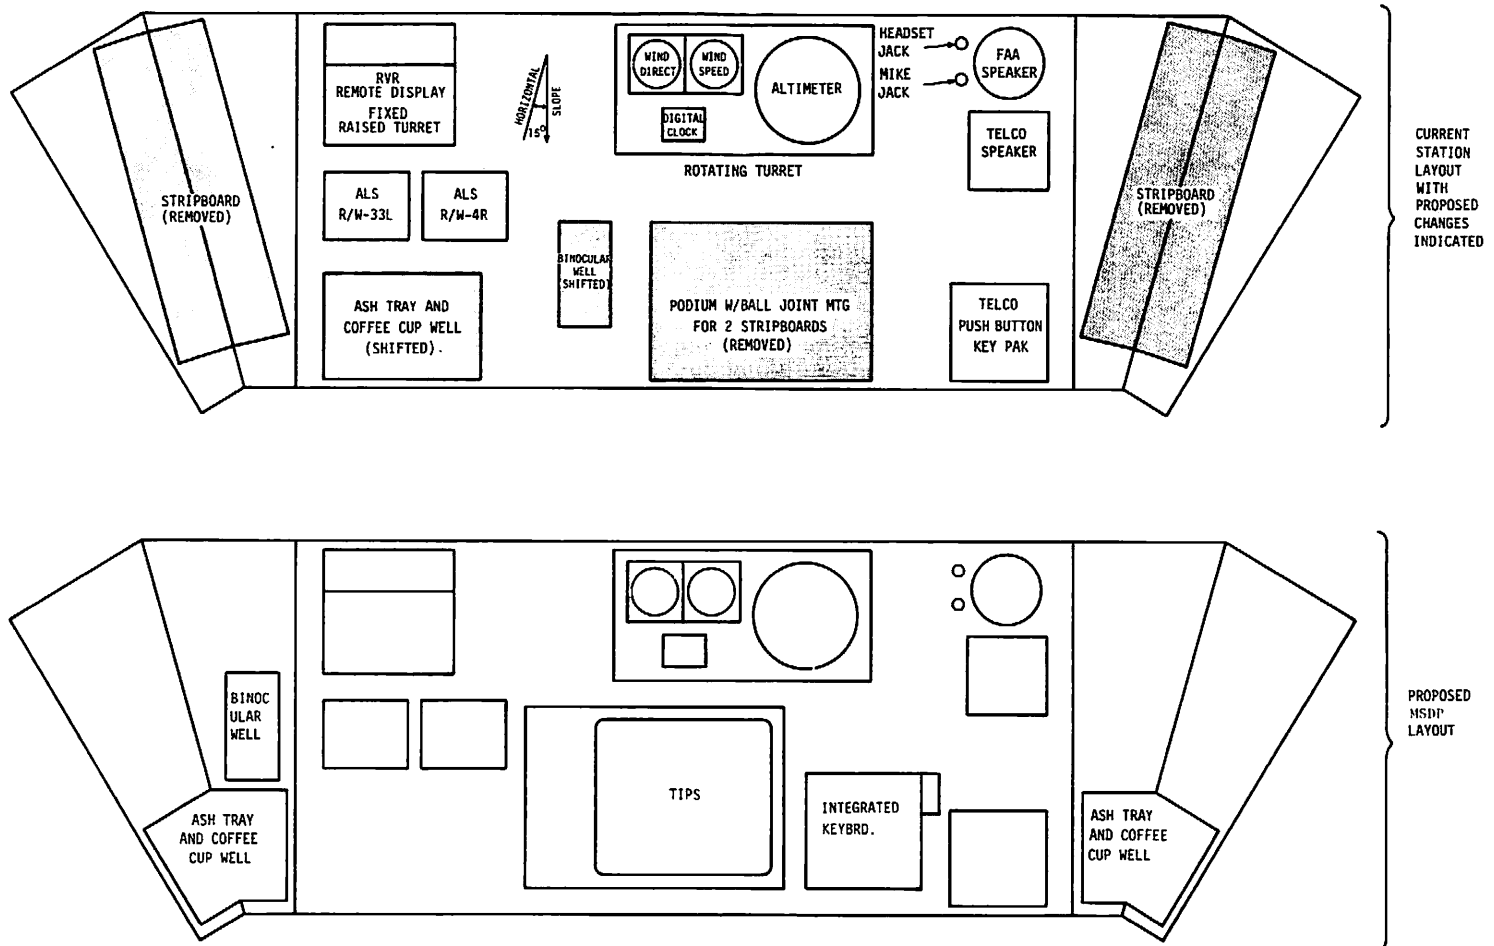 RVR
REMOTE DISPLAY
FIXED
RAISED TURRET
HORIZONTAL
SLOPE
15°
WIND
DIRECT
WIND
SPEED
DIGITAL
CLOCK
ALTIMETER
ROTATING TURRET
HEADSET
JACK
MIKE
JACK
FAA
SPEAKER
TELCO
SPEAKER
STRIPBOARD
(REMOVED)
ALS
R/W-33L
ALS
R/W-4R
BINOCULAR
WELL
(SHIFTED)
ASH TRAY AND
COFFEE CUP WELL
(SHIFTED).
PODIUM W/BALL JOINT MTG
FOR 2 STRIPBOARDS
(REMOVED)
TELCO
PUSH BUTTON
KEY PAK
STRIPBOARD
(REMOVED)
CURRENT
STATION
LAYOUT
WITH
PROPOSED
CHANGES
INDICATED
BINOC
ULAR
WELL
ASH TRAY
AND COFFEE
CUP WELL
TIPS
INTEGRATED
KEYBRD.
ASH TRAY
AND COFFEE
CUP WELL
PROPOSED
MSDP
LAYOUT